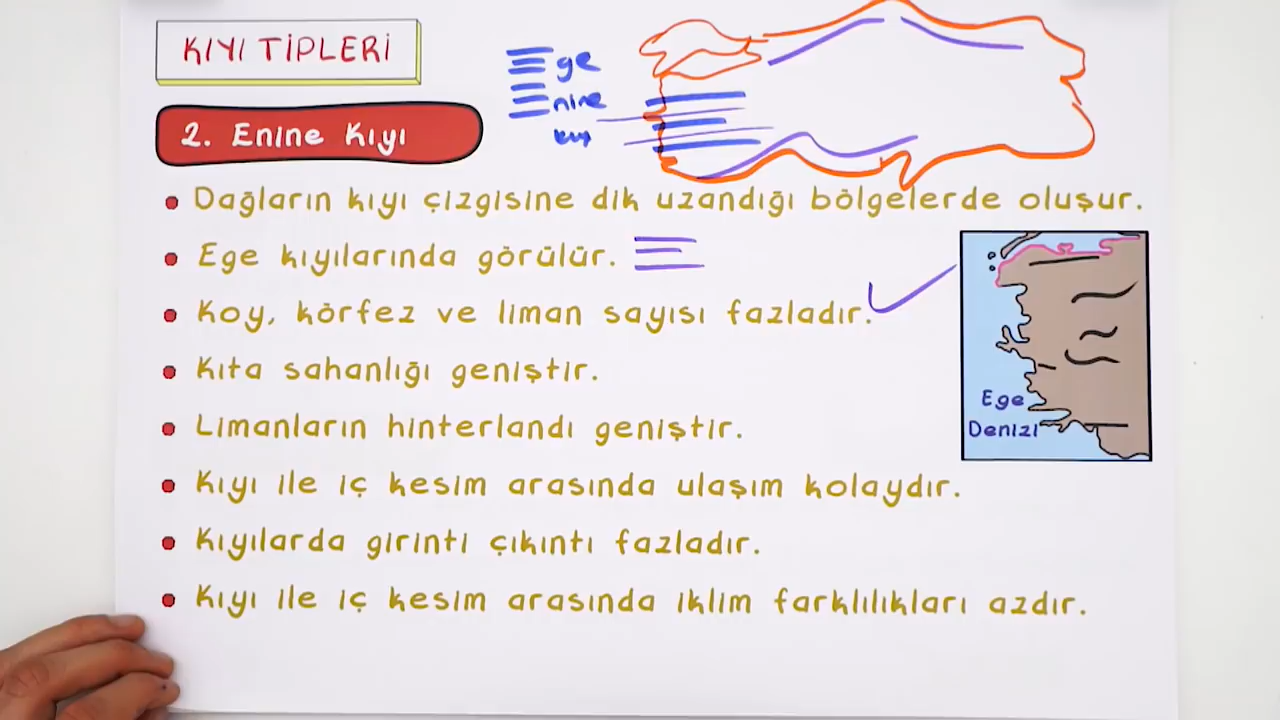 KIYI TİPLERİ
Ege
Enine
kıyı
2. Enine Kıyı
Dağların kıyı çizgisine dik uzandığı bölgelerde oluşur.
Ege kıyılarında görülür.
Koy, körfez ve liman sayısı fazladır.
Kıta sahanlığı geniştir.
Limanların hinterlandı geniştir.
Kıyı ile iç kesim arasında ulaşım kolaydır.
Kıyılarda girinti çıkıntı fazladır.
Kıyı ile iç kesim arasında iklim farklılıkları azdır.
Ege
Denizi